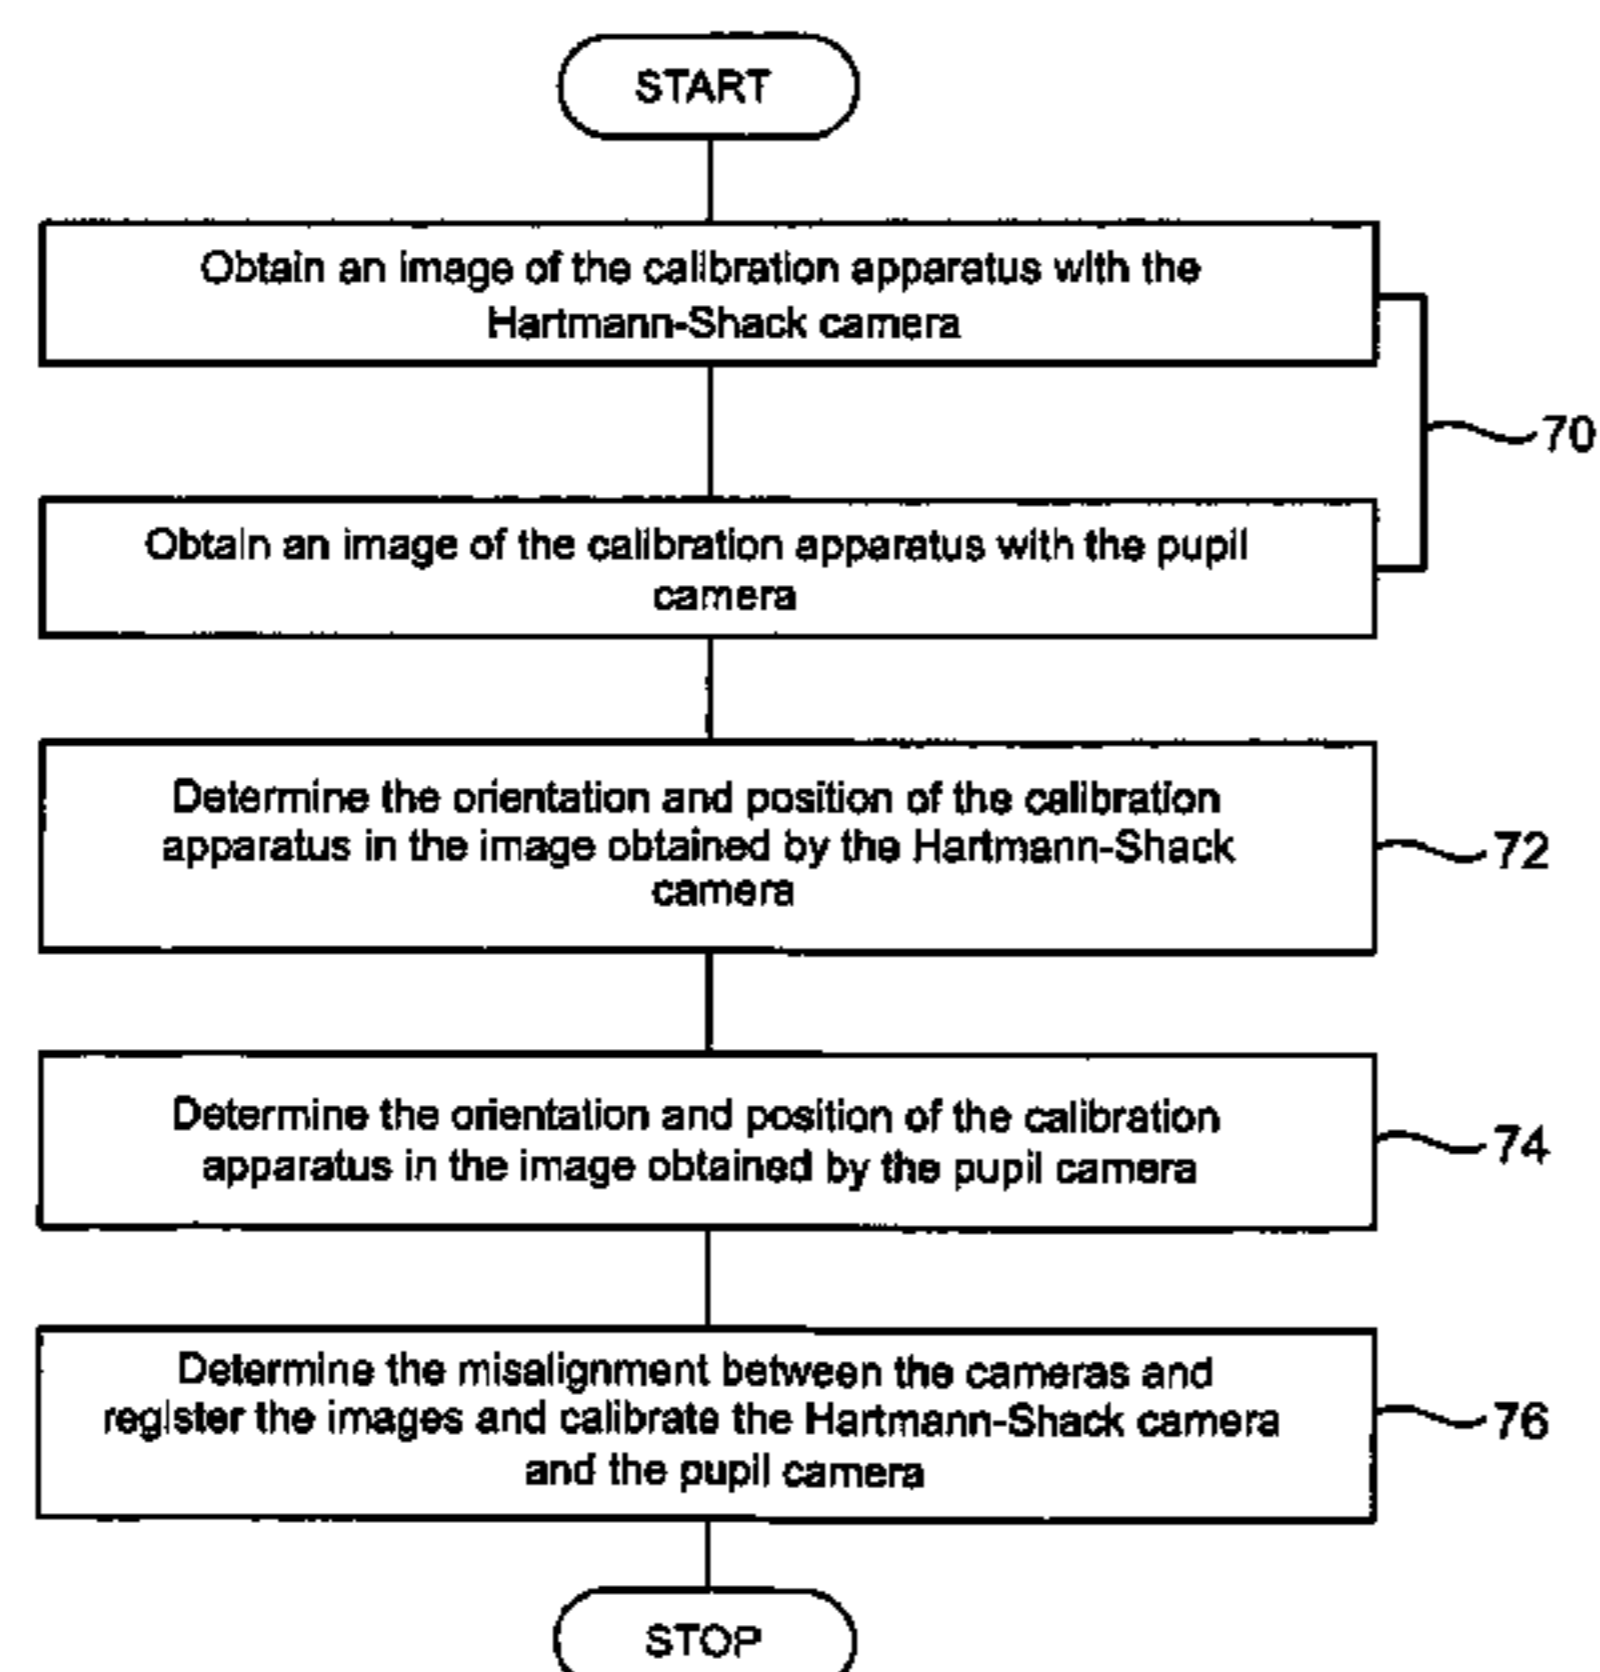 START
Obtain an image of the calibration apparatus with the
Hartmann-Shack camera
70
Obtain an image of the calibration apparatus with the pupil
camera
Determine the orientation and position of the calibration
apparatus in the image obtained by the Hartmann-Shack
camera
72
Determine the orientation and position of the calibration
apparatus in the image obtained by the pupil camera
74
Determine the misalignment between the cameras and
register the images and calibrate the Hartmann-Shack camera
and the pupil camera
76
STOP